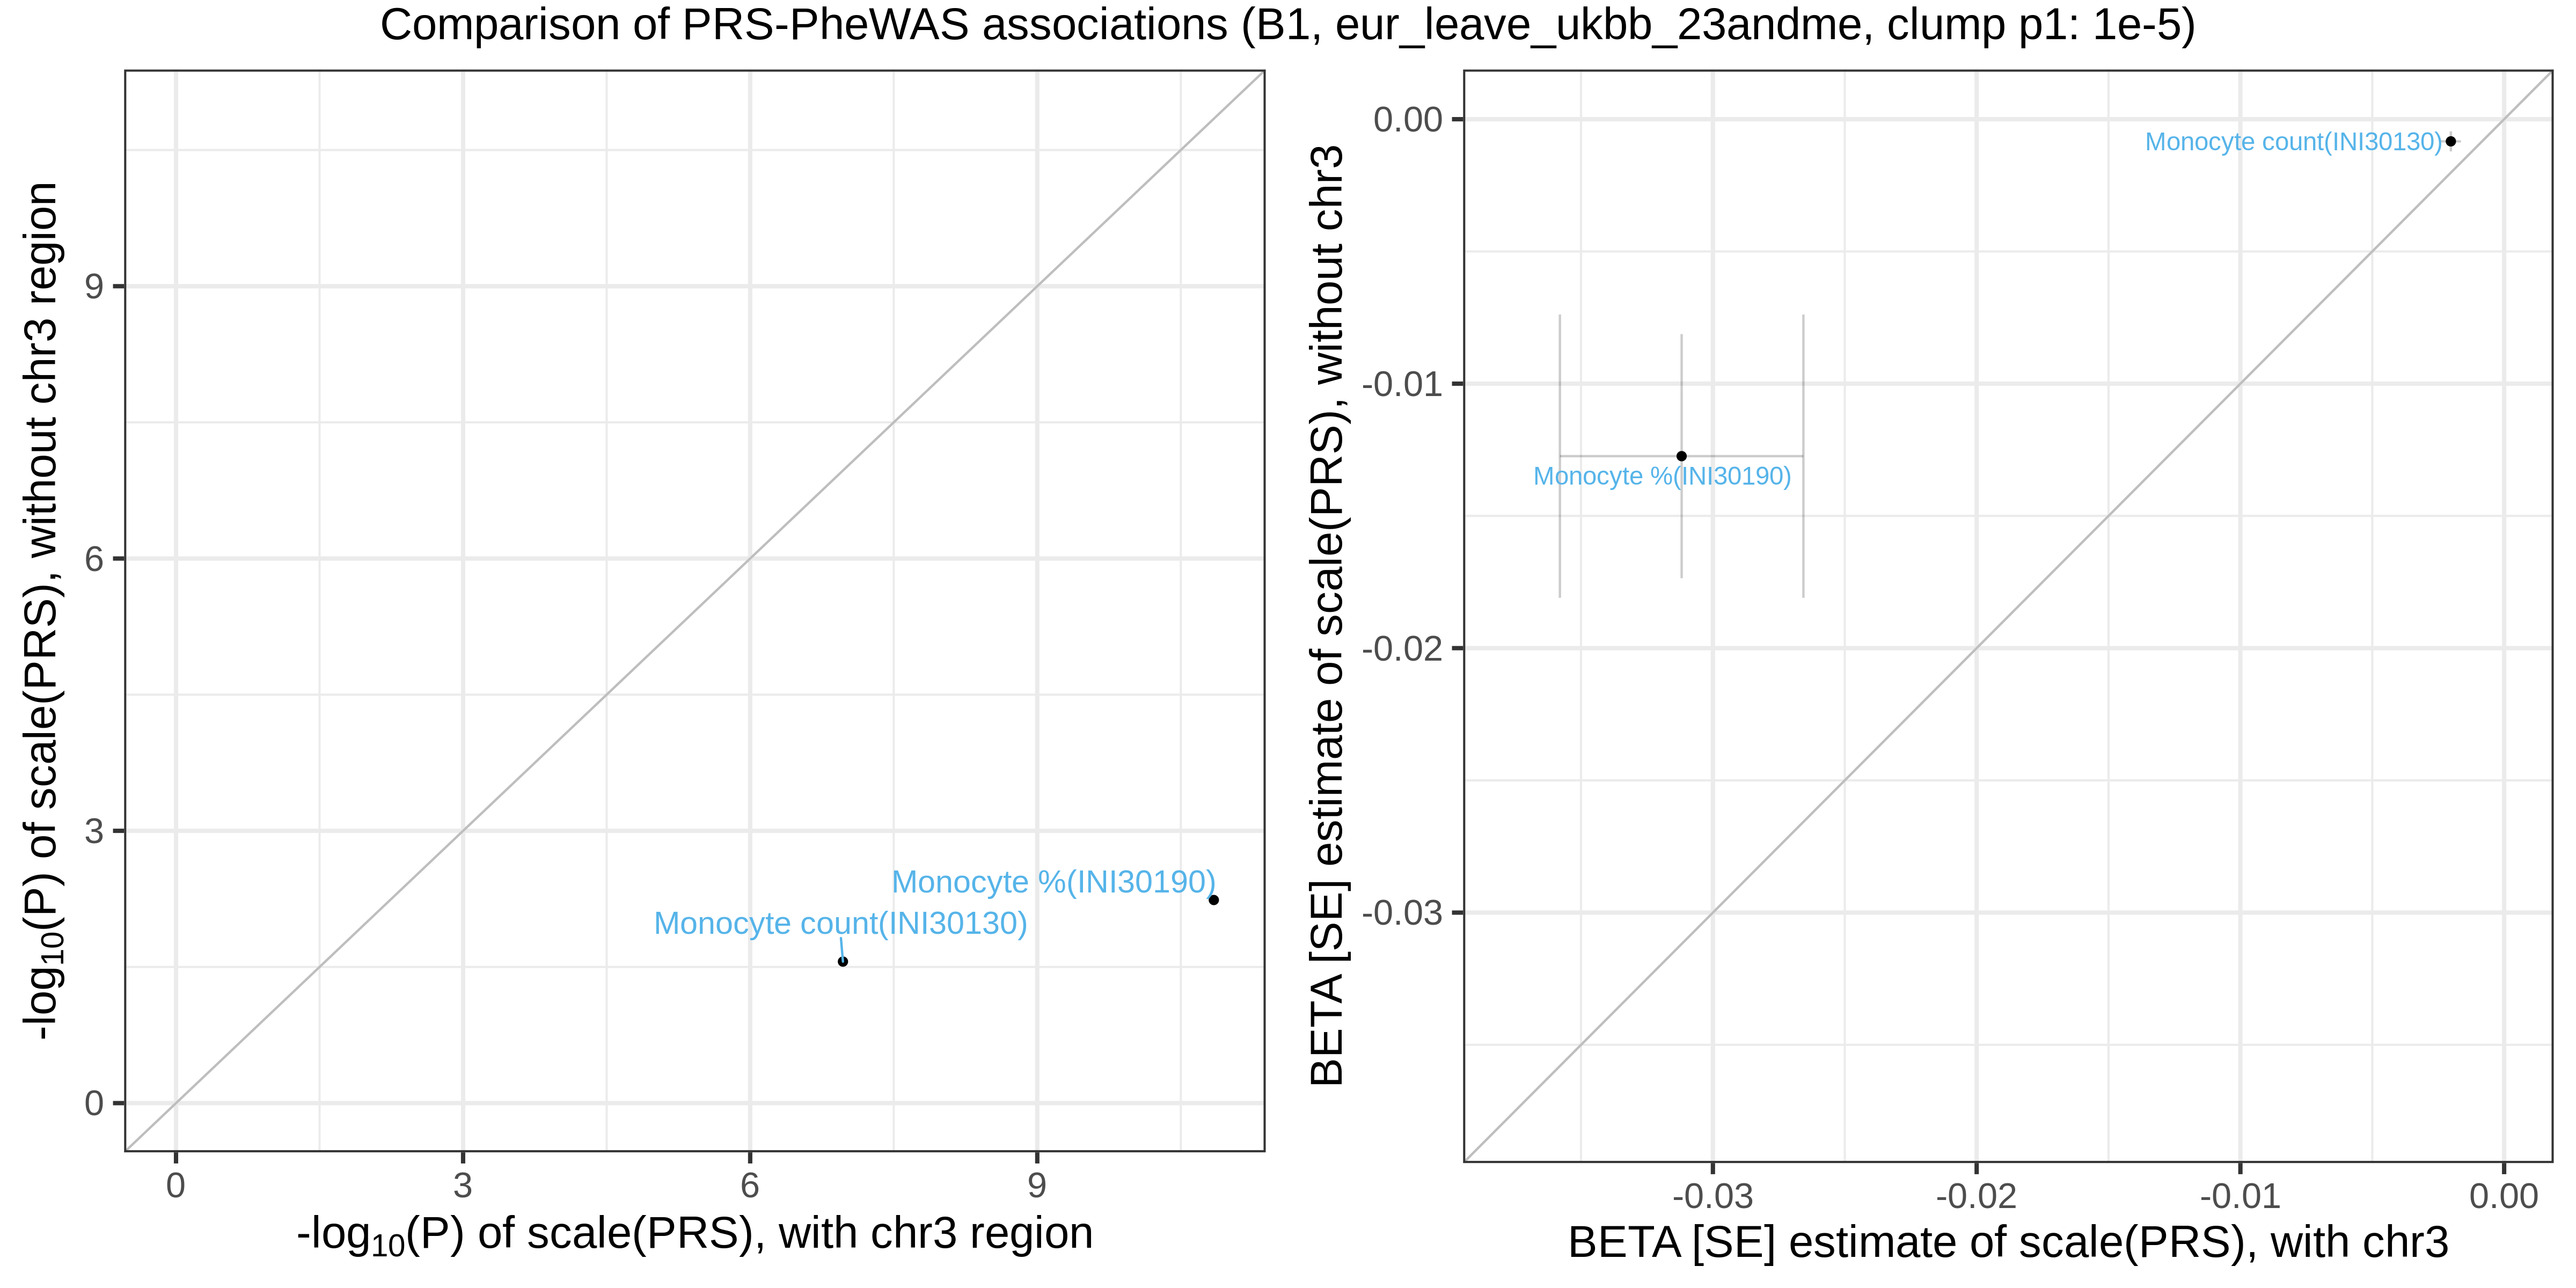 Comparison of PRS-PheWAS associations (B1, eur_leave_ukbb_23andme, clump p1: 1e-5)
-log10(P) of scale(PRS), without chr3 region
9
6
3
0
Monocyte %(INI30190)
Monocyte count(INI30130)
0 3 6 9
-log10(P) of scale(PRS), with chr3 region
BETA [SE] estimate of scale(PRS), without chr3
0.00
-0.01
-0.02
-0.03
Monocyte count(INI30130)
Monocyte %(INI30190)
-0.03 -0.02 -0.01 0.00
BETA [SE] estimate of scale(PRS), with chr3